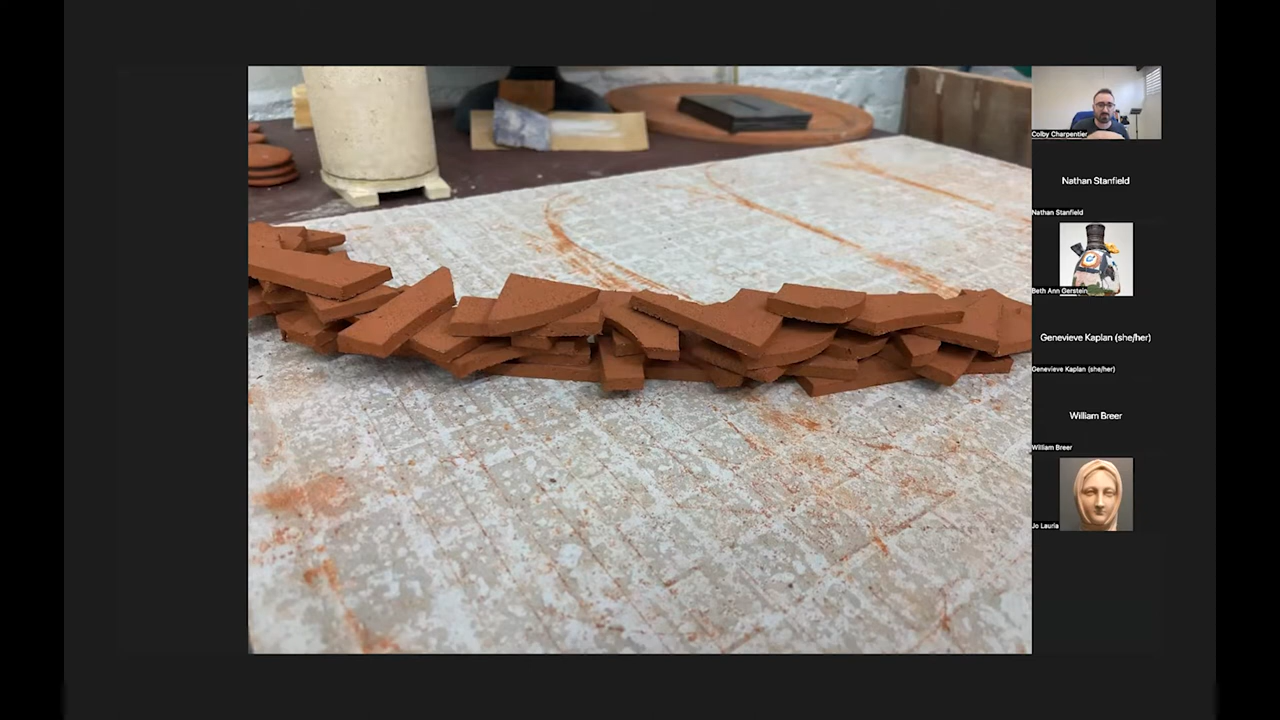 Colby Charpentier
Nathan Stanfield
Nathan Stanfield
Beth Ann Gerstein
Genevieve Kaplan (she/her)
Genevieve Kaplan (she/her)
William Breer
William Breer
Jo Lauria